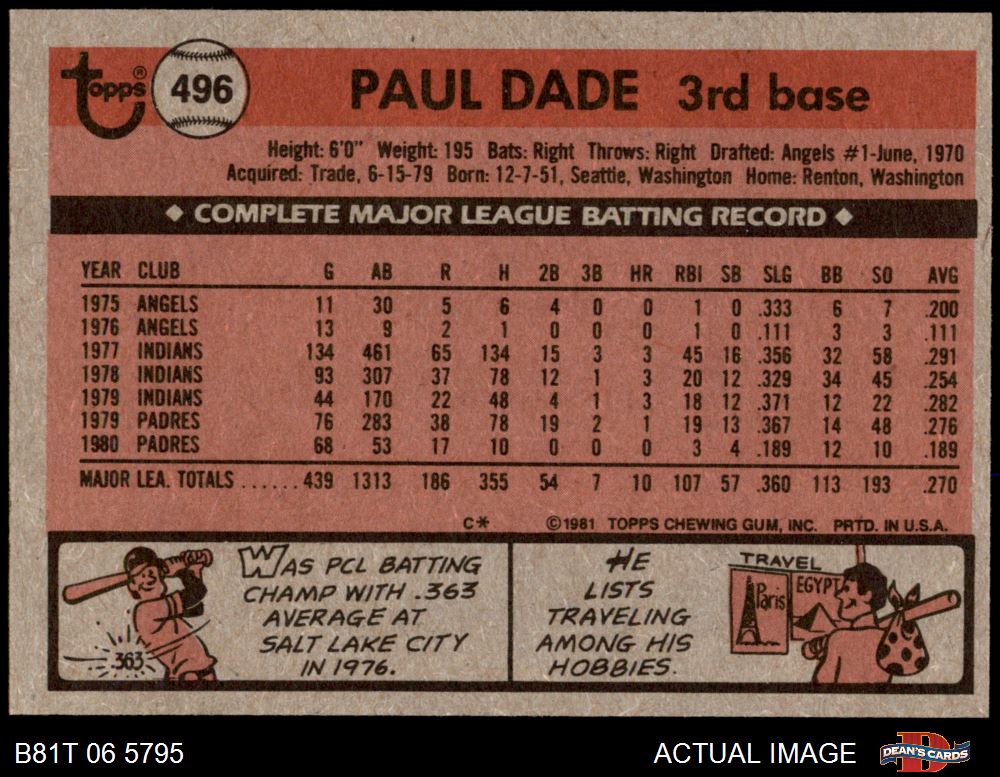 Topps® 496 PAUL DADE 3rd base
Height: 6'0" Weight: 195 Bats: Right Throws: Right Drafted: Angels #1-June, 1970
Acquired: Trade, 6-15-79 Born: 12-7-51, Seattle, Washington Home: Renton, Washington
◆ COMPLETE MAJOR LEAGUE BATTING RECORD ◆
YEAR CLUB G AB R H 2B 3B HR RBI SB SLG BB SO AVG
1975 ANGELS 11 30 5 6 4 0 0 1 0 .333 6 7 .200
1976 ANGELS 13 9 2 1 0 0 0 1 0 .111 3 3 .111
1977 INDIANS 134 461 65 134 15 3 3 45 16 .356 32 58 .291
1978 INDIANS 93 307 37 78 12 1 3 20 12 .329 34 45 .254
1979 INDIANS 44 170 22 48 4 1 3 18 12 .371 12 22 .282
1979 PADRES 76 283 38 78 19 2 1 19 13 .367 14 48 .276
1980 PADRES 68 53 17 10 0 0 0 3 4 .189 12 10 .189
MAJOR LEA. TOTALS ...... 439 1313 186 355 54 7 10 107 57 .360 113 193 .270
C* ©1981 TOPPS CHEWING GUM, INC. PRTD. IN U.S.A.
WAS PCL BATTING
CHAMP WITH .363
AVERAGE AT
SALT LAKE CITY
IN 1976.
.363
HE
LISTS
TRAVELING
AMONG HIS
HOBBIES.
TRAVEL
Paris
EGYPT
B81T 06 5795 ACTUAL IMAGE DEAN'S CARDS